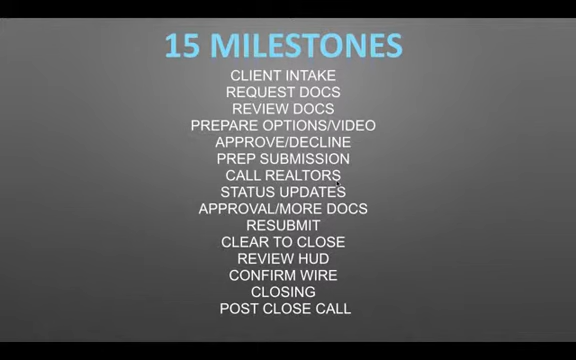 15 MILESTONES
CLIENT INTAKE
REQUEST DOCS
REVIEW DOCS
PREPARE OPTIONS/VIDEO
APPROVE/DECLINE
PREP SUBMISSION
CALL REALTORS
STATUS UPDATES
APPROVAL/MORE DOCS
RESUBMIT
CLEAR TO CLOSE
REVIEW HUD
CONFIRM WIRE
CLOSING
POST CLOSE CALL